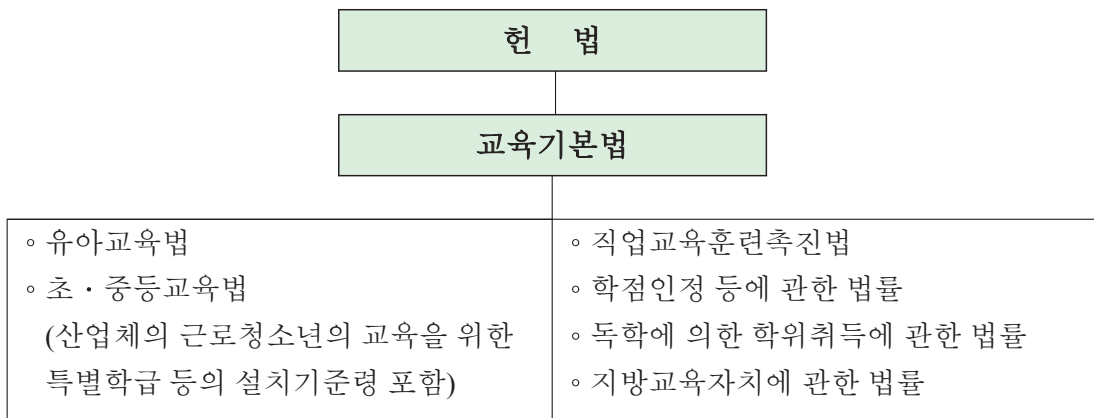 헌 법
교육기본법
◦ 유아교육법
◦ 초・중등교육법
(산업체의 근로청소년의 교육을 위한
특별학급 등의 설치기준령 포함)
◦ 직업교육훈련촉진법
◦ 학점인정 등에 관한 법률
◦ 독학에 의한 학위취득에 관한 법률
◦ 지방교육자치에 관한 법률